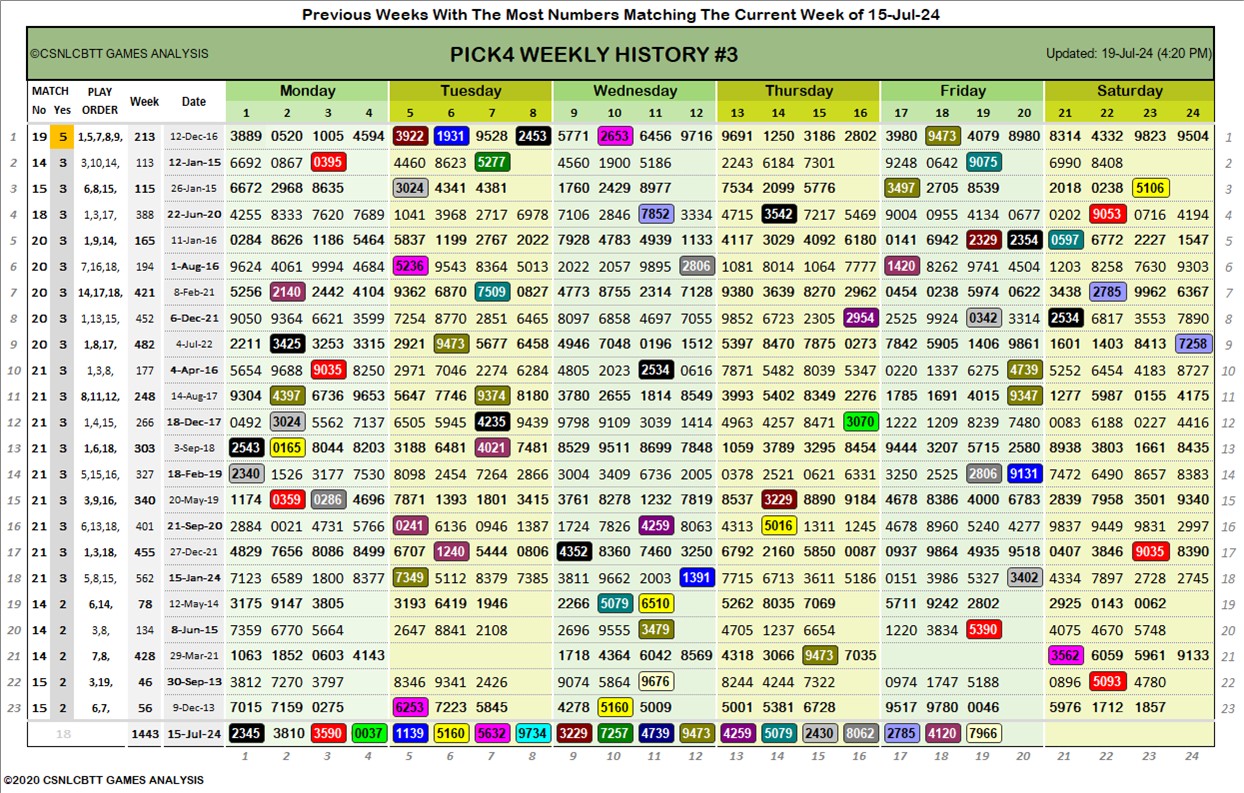 Previous Weeks With The Most Numbers Matching The Current Week of 15-Jul-24
©CSNLCBTT GAMES ANALYSIS PICK4 WEEKLY HISTORY #3 Updated: 19-Jul-24 (4:20 PM)
MATCH PLAY Week Date Monday Tuesday Wednesday Thursday Friday Saturday
No Yes ORDER 1 2 3 4 5 6 7 8 9 10 11 12 13 14 15 16 17 18 19 20 21 22 23 24
1 19 5 1,5,7,8,9, 213 12-Dec-16 3889 0520 1005 4594 3922 1931 9528 2453 5771 2653 6456 9716 9691 1250 3186 2802 3980 9473 4079 8980 8314 4332 9823 9504 1
2 14 3 3,10,14, 113 12-Jan-15 6692 0867 0395 4460 8623 5277 4560 1900 5186 2243 6184 7301 9248 0642 9075 6990 8408 2
3 15 3 6,8,15, 115 26-Jan-15 6672 2968 8635 3024 4341 4381 1760 2429 8977 7534 2099 5776 3497 2705 8539 2018 0238 5106 3
4 18 3 1,3,17, 388 22-Jun-20 4255 8333 7620 7689 1041 3968 2717 6978 7106 2846 7852 3334 4715 3542 7217 5469 9004 0955 4134 0677 0202 9053 0716 4194 4
5 20 3 1,9,14, 165 11-Jan-16 0284 8626 1186 5464 5837 1199 2767 2022 7928 4783 4939 1133 4117 3029 4092 6180 0141 6942 2329 2354 0597 6772 2227 1547 5
6 20 3 7,16,18, 194 1-Aug-16 9624 4061 9994 4684 5236 9543 8364 5013 2022 2057 9895 2806 1081 8014 1064 7777 1420 8262 9741 4504 1203 8258 7630 9303 6
7 20 3 14,17,18, 421 8-Feb-21 5256 2140 2442 4104 9362 6870 7509 0827 4773 8755 2314 7128 9380 3639 8270 2962 0454 0238 5974 0622 3438 2785 9962 6367 7
8 20 3 1,13,15, 452 6-Dec-21 9050 9364 6621 3599 7254 8770 2851 6465 8097 6858 4697 7055 9852 6723 2305 2954 2525 9924 0342 3314 2534 6817 3553 7890 8
9 20 3 1,8,17, 482 4-Jul-22 2211 3425 3253 3315 2921 9473 5677 6458 4946 7048 0196 1512 5397 8470 7875 0273 7842 5905 1406 9861 1601 1403 8413 7258 9
10 21 3 1,3,8, 177 4-Apr-16 5654 9688 9035 8250 2971 7046 2274 6284 4805 2023 2534 0616 7871 5482 8039 5347 0220 1337 6275 4739 5252 6454 4183 8727 10
11 21 3 8,11,12, 248 14-Aug-17 9304 4397 6736 9653 5647 7746 9374 8180 3780 2655 1814 8549 3993 5402 8349 2276 1785 1691 4015 9347 1277 5987 0155 4175 11
12 21 3 1,4,15, 266 18-Dec-17 0492 3024 5562 7137 6505 5945 4235 9439 9798 9109 3039 1414 4963 4257 8471 3070 1222 1209 8239 7480 0083 6188 0227 4416 12
13 21 3 1,6,18, 303 3-Sep-18 2543 0165 8044 8203 3188 6481 4021 7481 8529 9511 8699 7848 1059 3789 3295 8454 9444 3207 5715 2580 8938 3803 1661 8435 13
14 21 3 5,15,16, 327 18-Feb-19 2340 1526 3177 7530 8098 2454 7264 2866 3004 3409 6736 2005 0378 2521 0621 6331 3250 2525 2806 9131 7472 6490 8657 8383 14
15 21 3 3,9,16, 340 20-May-19 1174 0359 0286 4696 7871 1393 1801 3415 3761 8278 1232 7819 8537 3229 8890 9184 4678 8386 4000 6783 2839 7958 3501 9340 15
16 21 3 6,13,18, 401 21-Sep-20 2884 0021 4731 5766 0241 6136 0946 1387 1724 7826 4259 8063 4313 5016 1311 1245 4678 8960 5240 4277 9837 9449 9831 2997 16
17 21 3 1,3,18, 455 27-Dec-21 4829 7656 8086 8499 6707 1240 5444 0806 4352 8360 7460 3250 6792 2160 5850 0087 0937 9864 4935 9518 0407 3846 9035 8390 17
18 21 3 5,8,15, 562 15-Jan-24 7123 6589 1800 8377 7349 5112 8379 7385 3811 9662 2003 1391 7715 6713 3611 5186 0151 3986 5327 3402 4334 7897 2728 2745 18
19 14 2 6,14, 78 12-May-14 3175 9147 3805 3193 6419 1946 2266 5079 6510 5262 8035 7069 5711 9242 2802 2925 0143 0062 19
20 14 2 3,8, 134 8-Jun-15 7359 6770 5664 2647 8841 2108 2696 9555 3479 4705 1237 6654 1220 3834 5390 4075 4670 5748 20
21 14 2 7,8, 428 29-Mar-21 1063 1852 0603 4143 1718 4364 6042 8569 4318 3066 9473 7035 3562 6059 5961 9133 21
22 15 2 3,19, 46 30-Sep-13 3812 7270 3797 8346 9341 2426 9074 5864 9676 8244 4244 7322 0974 1747 5188 0896 5093 4780 22
23 15 2 6,7, 56 9-Dec-13 7015 7159 0275 6253 7223 5845 9410 5160 5009 5001 5381 6728 9517 9780 0046 5976 1712 1857 23
18 1443 15-Jul-24 2345 3810 3590 0037 1139 5160 5632 9734 3229 7257 4739 9473 4259 5079 2430 8062 2785 4120 7966
1 2 3 4 5 6 7 8 9 10 11 12 13 14 15 16 17 18 19 20 21 22 23 24
©2020 CSNLCBTT GAMES ANALYSIS